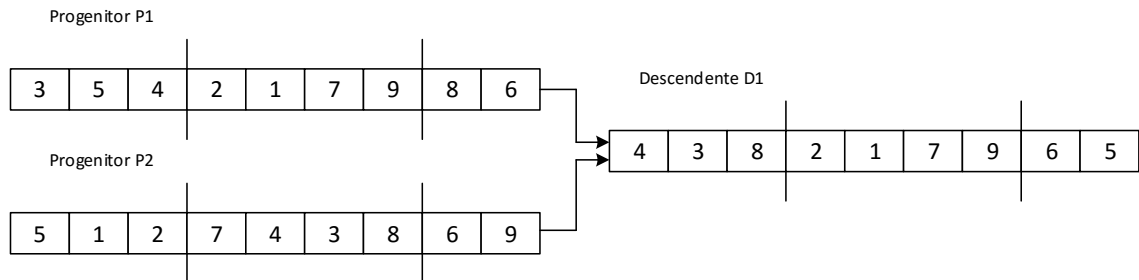 Progenitor P1
3 5 4 2 1 7 9 8 6
Descendente D1
4 3 8 2 1 7 9 6 5
Progenitor P2
5 1 2 7 4 3 8 6 9